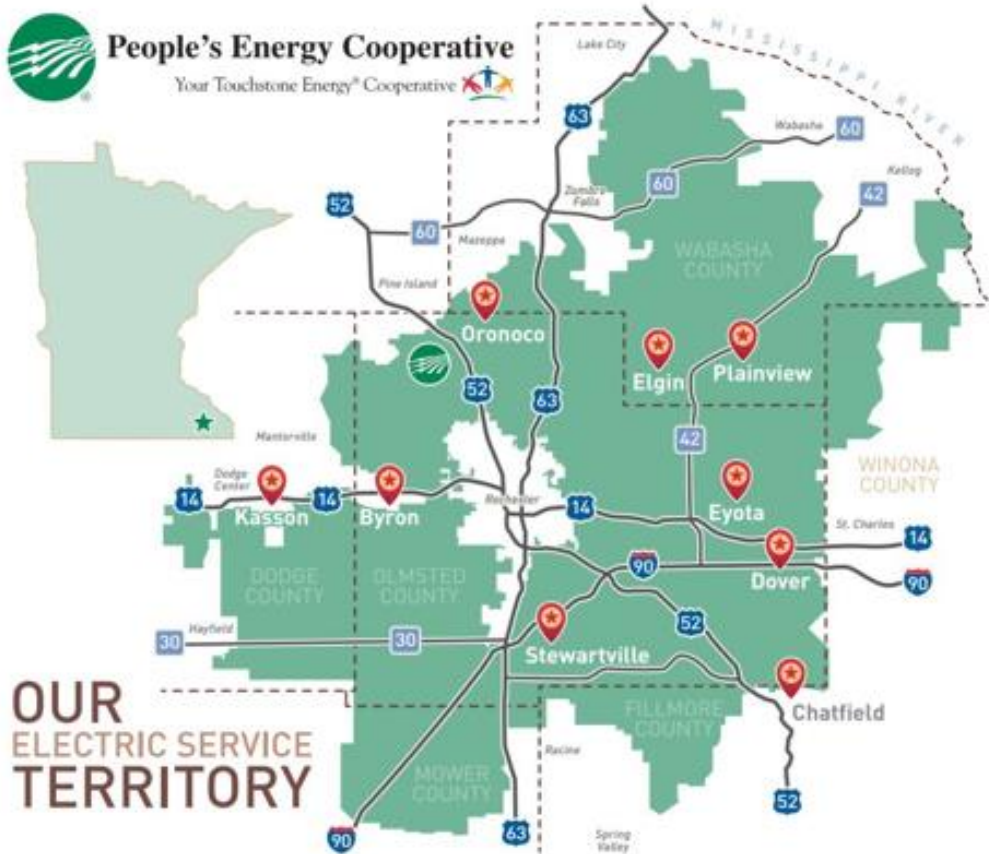 People's Energy Cooperative
Your Touchstone Energy® Cooperative
®
MISSISSIPPI RIVER
Lake City
63
Wabasha
60
Kellog
42
60
Zumbro
Falls
52
60
Mazeppa
WABASHA
COUNTY
Pine Island
Oronoco
Elgin
Plainview
52
63
42
Mantorville
WINONA
COUNTY
Dodge
Center
14
Kasson
14
Byron
Rochester
14
Eyota
St. Charles
14
Dover
90
90
DODGE
COUNTY
OLMSTED
COUNTY
Hayfield
30
30
52
Stewartville
Chatfield
FILLMORE
COUNTY
OUR
ELECTRIC SERVICE
TERRITORY
Racine
MOWER
COUNTY
52
90
63
Spring
Valley